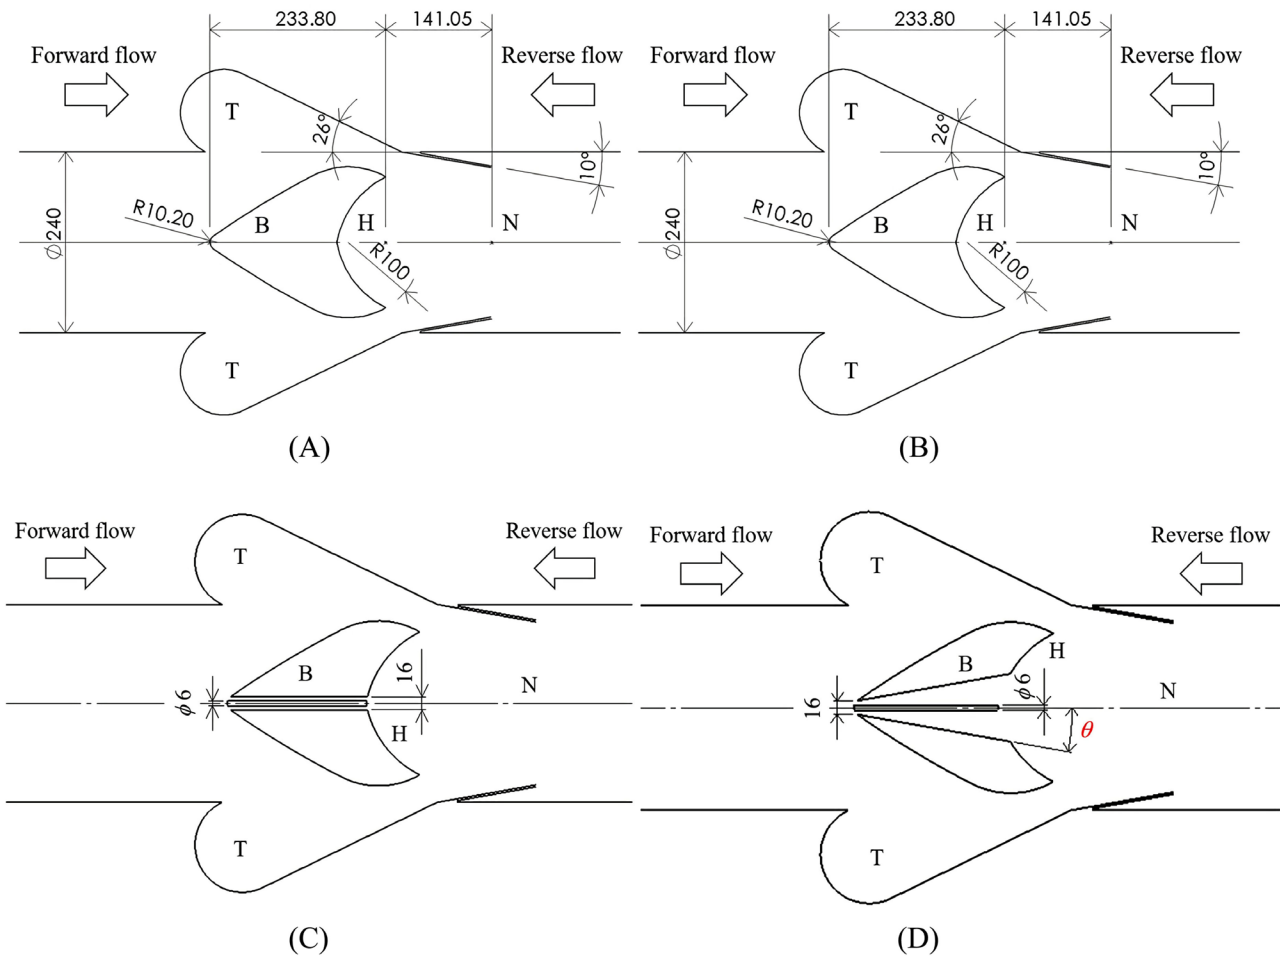 233.80 141.05
Forward flow
Reverse flow
T
26°
10°
R10.20
B
H
N
∅240
R100
T
(A)
233.80 141.05
Forward flow
Reverse flow
T
26°
10°
R10.20
B
H
N
∅240
R100
T
(B)
Forward flow
Reverse flow
T
B
16
N
ϕ6
H
T
(C)
Forward flow
Reverse flow
T
H
B
ϕ6
N
16
θ
T
(D)